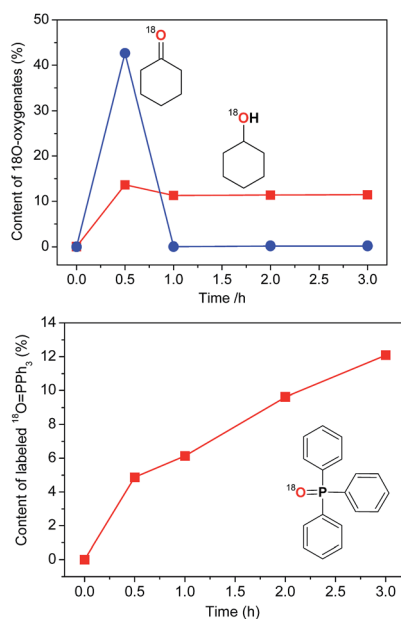 50
40
30
20
10
0
Content of 18O-oxygenates (%)
18O
18OH
0.0 0.5 1.0 1.5 2.0 2.5 3.0
Time /h
14
12
10
8
6
4
2
0
Content of labeled 18O=PPh3 (%)
18O=P
0.0 0.5 1.0 1.5 2.0 2.5 3.0
Time (h)